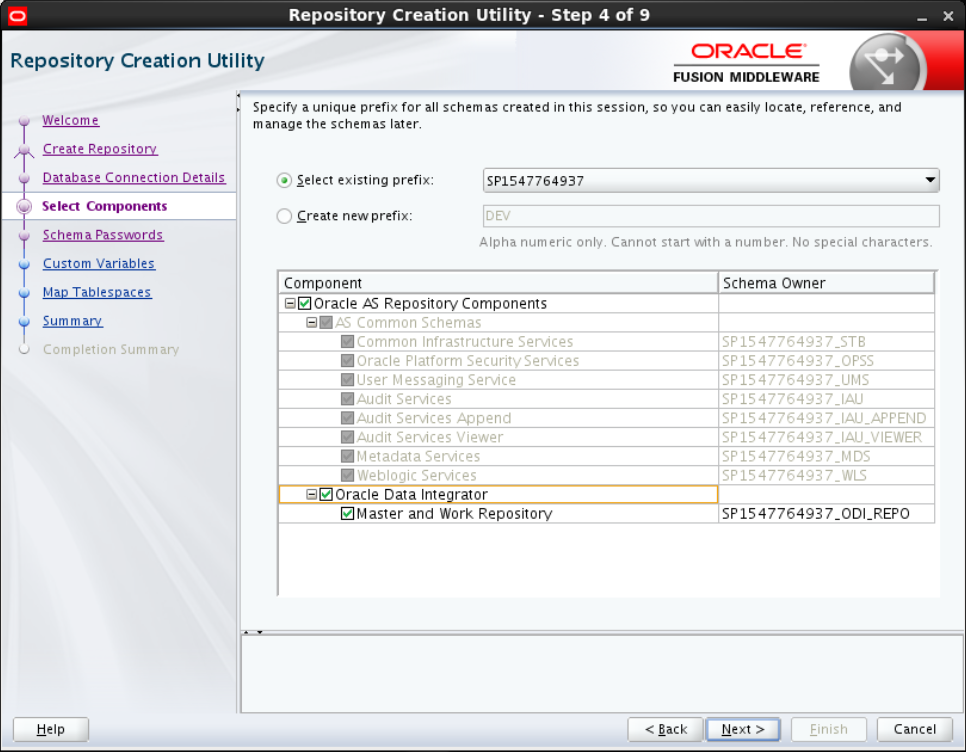 Repository Creation Utility - Step 4 of 9
Repository Creation Utility
ORACLE
FUSION MIDDLEWARE
Welcome
Create Repository
Database Connection Details
Select Components
Schema Passwords
Custom Variables
Map Tablespaces
Summary
Completion Summary
Specify a unique prefix for all schemas created in this session, so you can easily locate, reference, and
manage the schemas later.
Select existing prefix: SP1547764937
Create new prefix: DEV
Alpha numeric only. Cannot start with a number. No special characters.
Component Schema Owner
Oracle AS Repository Components
AS Common Schemas
Common Infrastructure Services SP1547764937_STB
Oracle Platform Security Services SP1547764937_OPSS
User Messaging Service SP1547764937_UMS
Audit Services SP1547764937_IAU
Audit Services Append SP1547764937_IAU_APPEND
Audit Services Viewer SP1547764937_IAU_VIEWER
Metadata Services SP1547764937_MDS
Weblogic Services SP1547764937_WLS
Oracle Data Integrator
Master and Work Repository SP1547764937_ODI_REPO
Help < Back Next > Finish Cancel